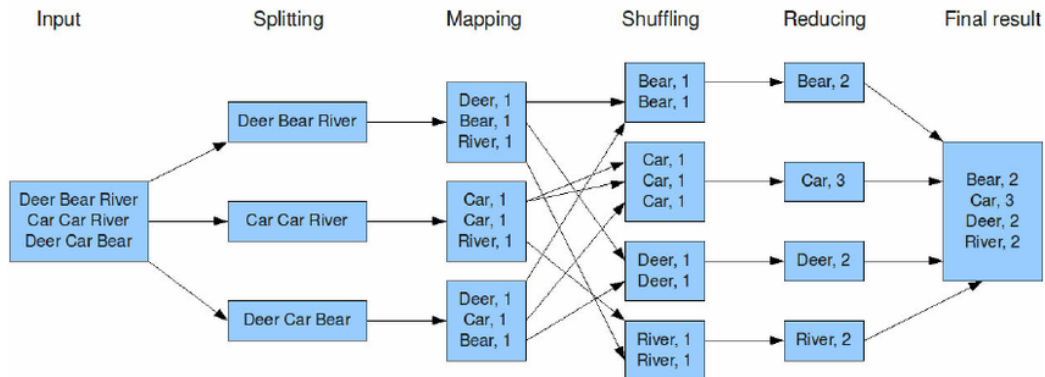 Input
Splitting
Mapping
Shuffling
Reducing
Final result
Deer Bear River
Car Car River
Deer Car Bear
Deer Bear River
Car Car River
Deer Car Bear
Deer, 1
Bear, 1
River, 1
Car, 1
Car, 1
River, 1
Deer, 1
Car, 1
Bear, 1
Bear, 1
Bear, 1
Car, 1
Car, 1
Car, 1
Deer, 1
Deer, 1
River, 1
River, 1
Bear, 2
Car, 3
Deer, 2
River, 2
Bear, 2
Car, 3
Deer, 2
River, 2